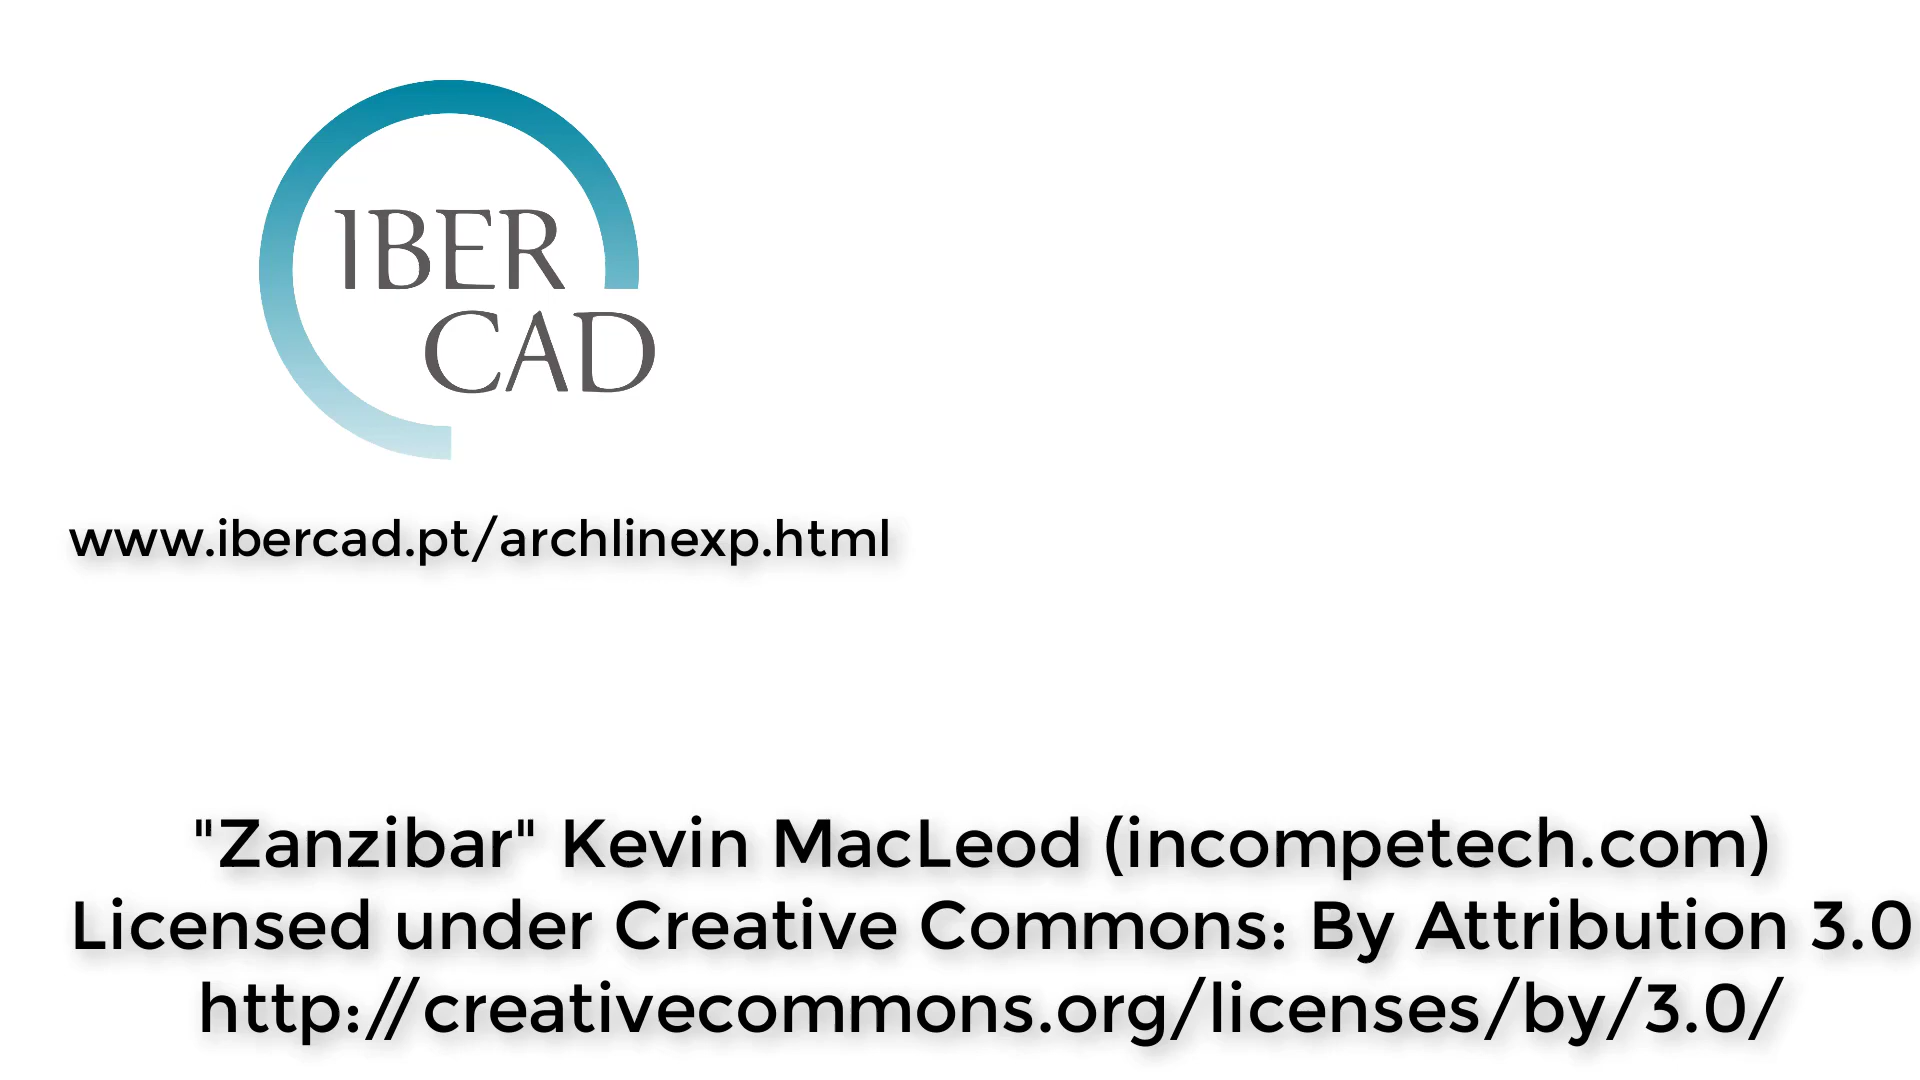 IBER
CAD
www.ibercad.pt/archlinexp.html
"Zanzibar" Kevin MacLeod (incompetech.com)
Licensed under Creative Commons: By Attribution 3.0
http://creativecommons.org/licenses/by/3.0/